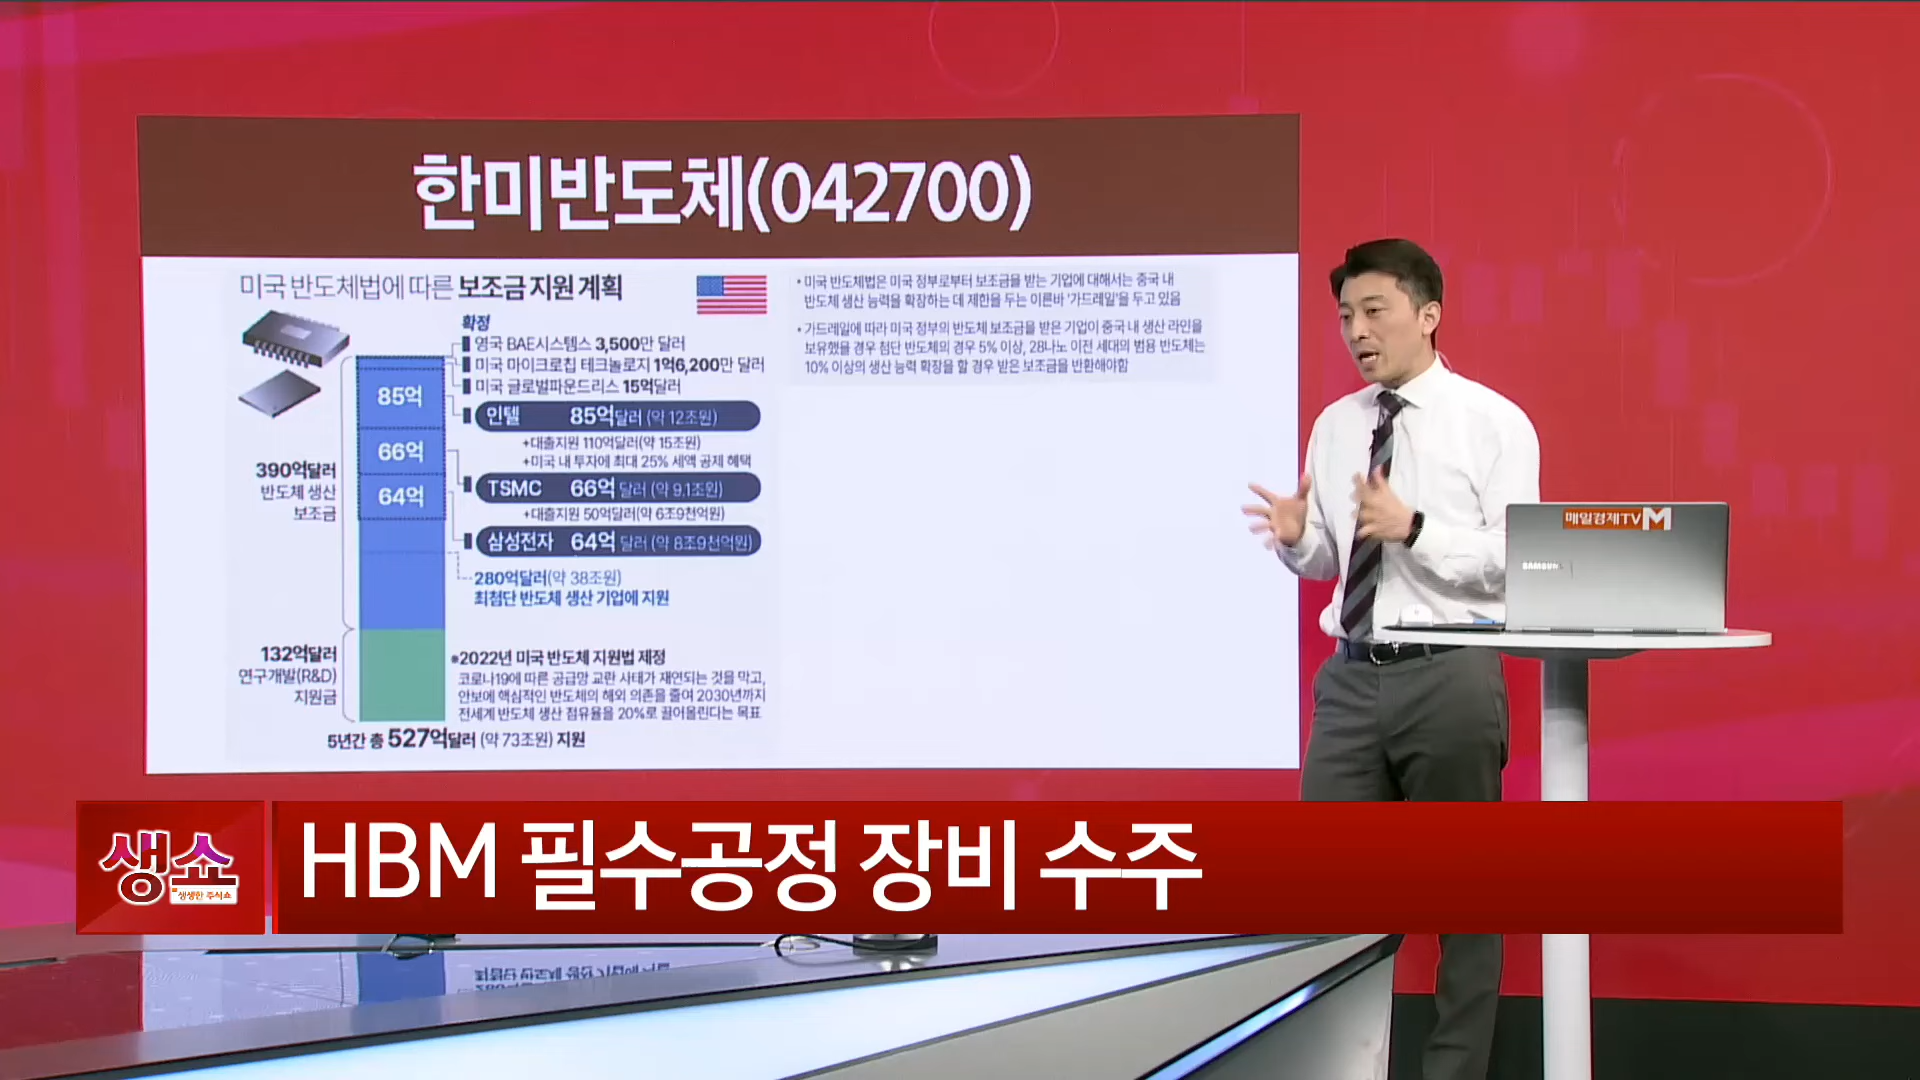 한미반도체(042700)
미국 반도체법에 따른 보조금 지원 계획
확정
영국 BAE시스템스 3,500만 달러
미국 마이크로칩 테크놀로지 1억6,200만 달러
미국 글로벌파운드리스 15억달러
85억
인텔 85억달러 (약 12조원)
+대출지원 110억달러(약 15조원)
+미국 내 투자에 최대 25% 세액 공제 혜택
66억
TSMC 66억 달러 (약 9.1조원)
+대출지원 50억달러(약 6조9천억원)
64억
삼성전자 64억 달러 (약 8조9천억원)
390억달러
반도체 생산
보조금
280억달러(약 38조원)
최첨단 반도체 생산 기업에 지원
132억달러
연구개발(R&D)
지원금
※2022년 미국 반도체 지원법 제정
코로나19에 따른 공급망 교란 사태가 재연되는 것을 막고,
안보에 핵심적인 반도체의 해외 의존을 줄여 2030년까지
전세계 반도체 생산 점유율을 20%로 끌어올린다는 목표
5년간 총 527억달러 (약 73조원) 지원
• 미국 반도체법은 미국 정부로부터 보조금을 받는 기업에 대해서는 중국 내
반도체 생산 능력을 확장하는 데 제한을 두는 이른바 '가드레일'을 두고 있음
• 가드레일에 따라 미국 정부의 반도체 보조금을 받은 기업이 중국 내 생산 라인을
보유했을 경우 첨단 반도체의 경우 5% 이상, 28나노 이전 세대의 범용 반도체는
10% 이상의 생산 능력 확장을 할 경우 받은 보조금을 반환해야함
매일경제TV M
SAMSUNG
생쇼
생생한 주식쇼
HBM 필수공정 장비 수주